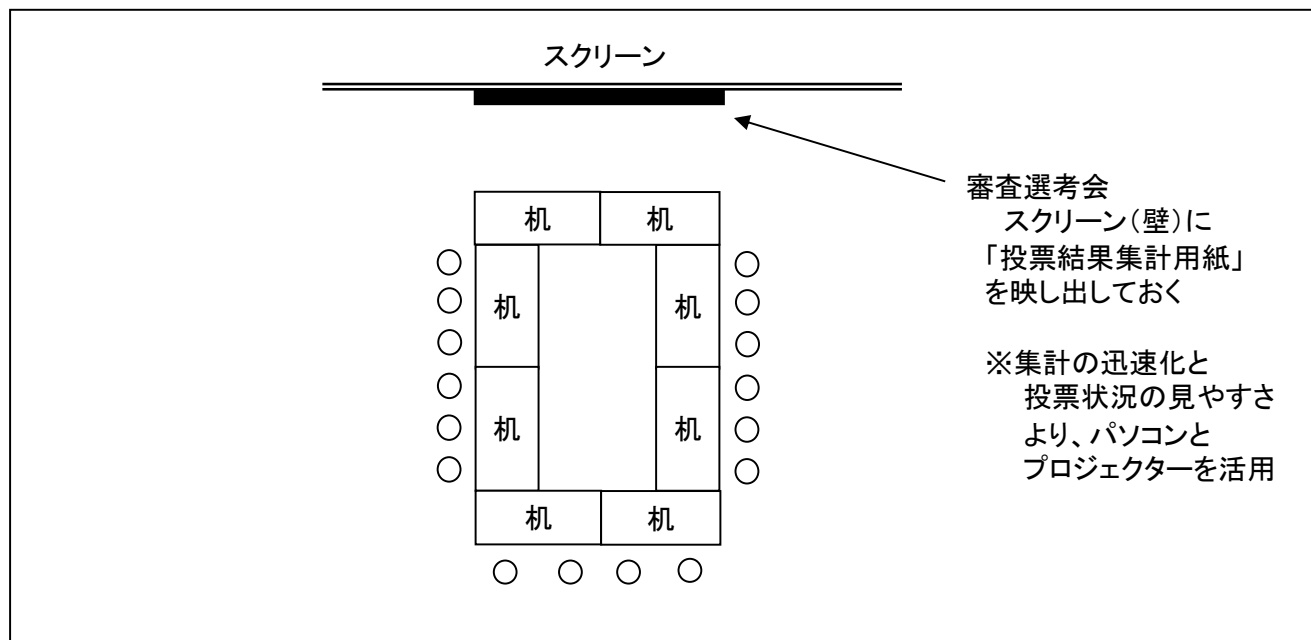 スクリーン
審査選考会
スクリーン(壁)に
「投票結果集計用紙」
を映し出しておく
※集計の迅速化と
投票状況の見やすさ
より、パソコンと
プロジェクターを活用
机 机
机 机
机 机
机 机